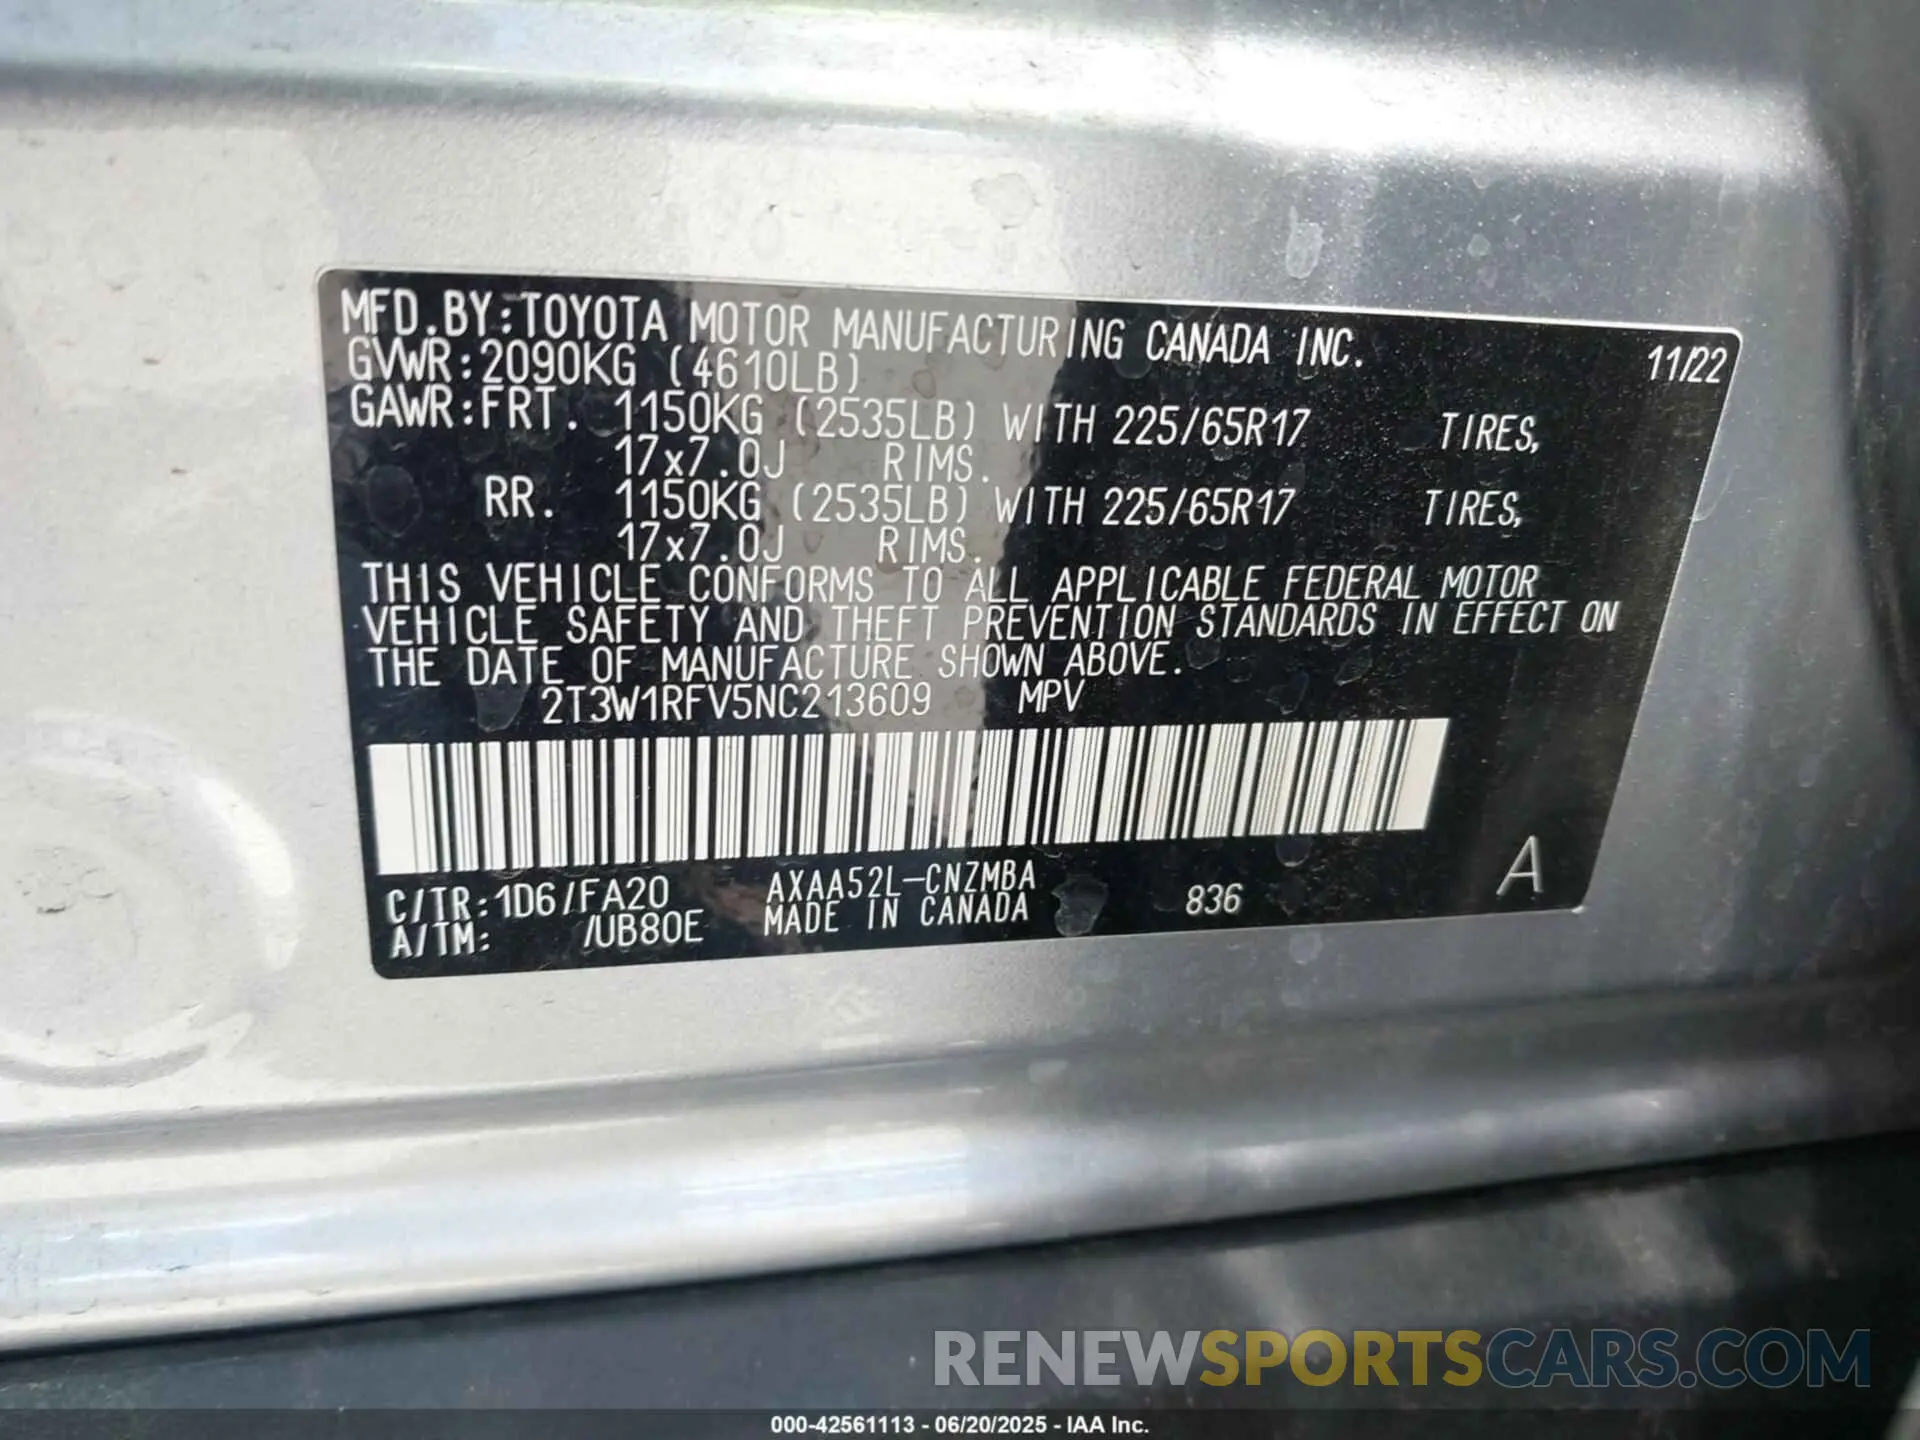 MFD.BY:TOYOTA MOTOR MANUFACTURING CANADA INC. 11/22
GVWR:2090KG (4610LB)
GAWR:FRT. 1150KG (2535LB) WITH 225/65R17 TIRES,
17x7.0J RIMS.
RR. 1150KG (2535LB) WITH 225/65R17 TIRES,
17x7.0J RIMS.
THIS VEHICLE CONFORMS TO ALL APPLICABLE FEDERAL MOTOR
VEHICLE SAFETY AND THEFT PREVENTION STANDARDS IN EFFECT ON
THE DATE OF MANUFACTURE SHOWN ABOVE.
2T3W1RFV5NC213609 MPV
C/TR:1D6/FA20 AXAA52L-CNZMBA 836 A
A/TM: /UB80E MADE IN CANADA
RENEWSPORTSCARS.COM
000-42561113 - 06/20/2025 - IAA Inc.